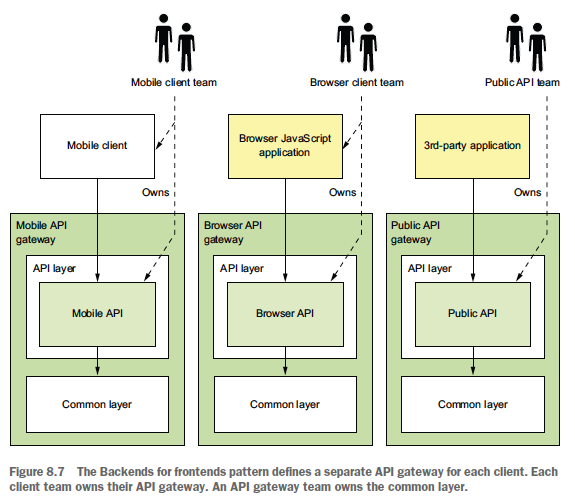 Mobile client team
Browser client team
Public API team
Mobile client
Browser JavaScript
application
3rd-party application
Owns
Owns
Owns
Mobile API
gateway
Browser API
gateway
Public API
gateway
API layer
API layer
API layer
Mobile API
Browser API
Public API
Common layer
Common layer
Common layer
Figure 8.7 The Backends for frontends pattern defines a separate API gateway for each client. Each
client team owns their API gateway. An API gateway team owns the common layer.